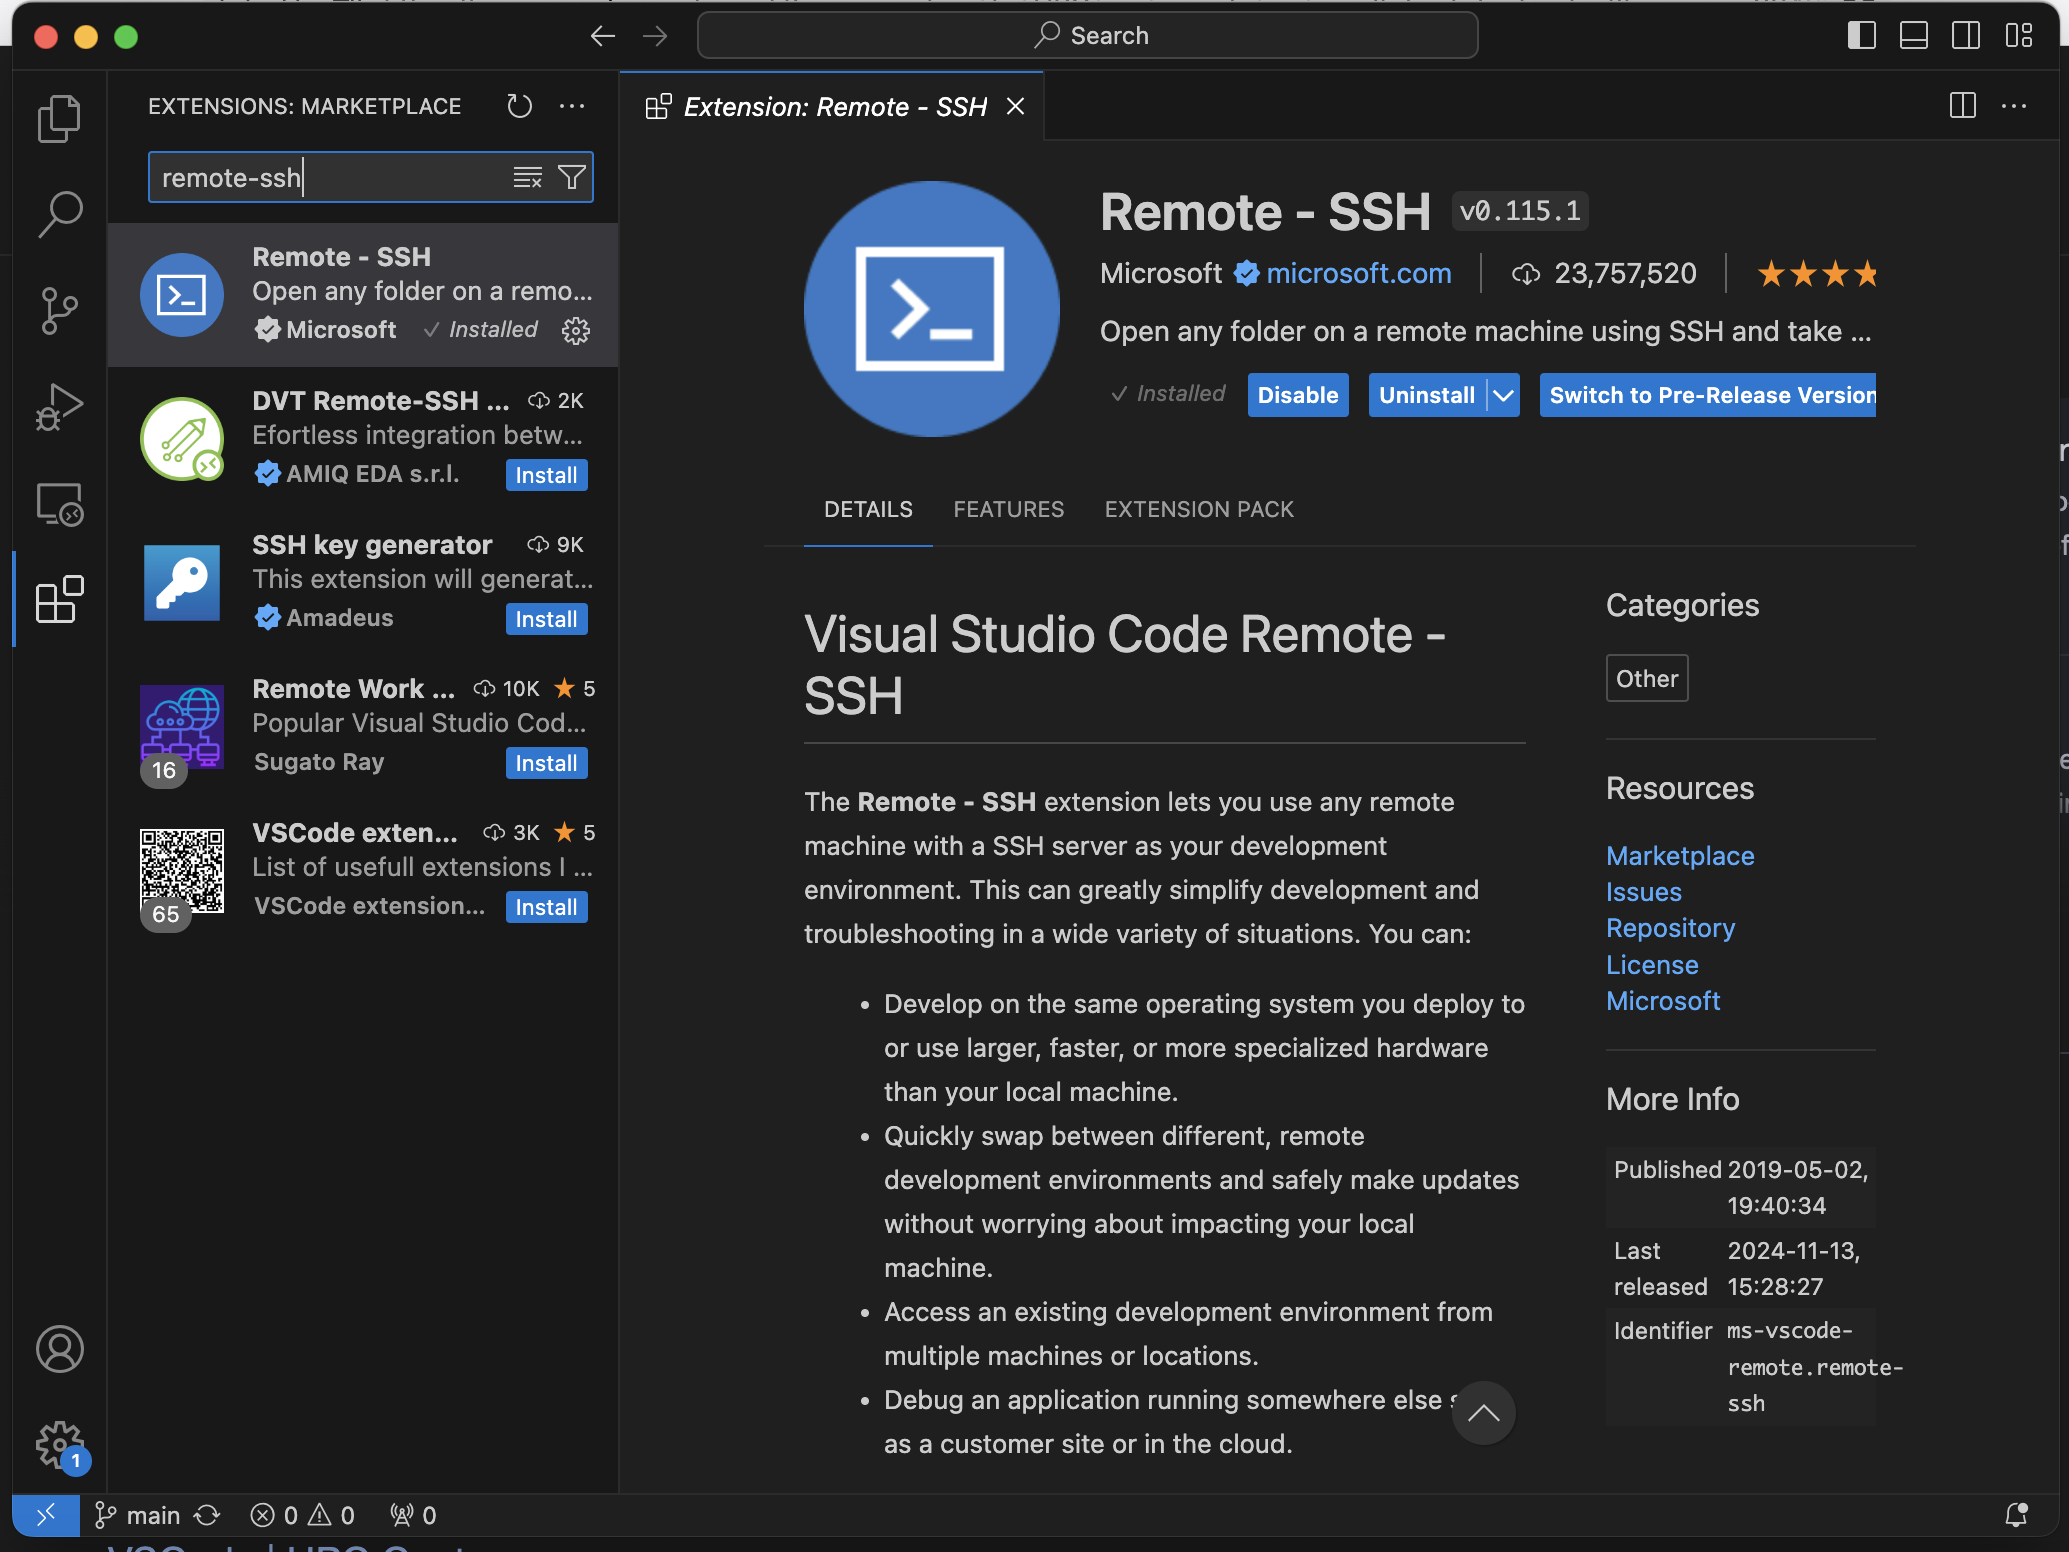 Search
EXTENSIONS: MARKETPLACE
remote-ssh
Remote - SSH
Open any folder on a remo...
Microsoft Installed
DVT Remote-SSH ... 2K
Efortless integration betw...
AMIQ EDA s.r.l. Install
SSH key generator 9K
This extension will generat...
Amadeus Install
Remote Work ... 10K 5
Popular Visual Studio Cod...
Sugato Ray Install
16
VSCode exten... 3K 5
List of usefull extensions I ...
VSCode extension... Install
65
Extension: Remote - SSH
Remote - SSH v0.115.1
Microsoft microsoft.com 23,757,520
Open any folder on a remote machine using SSH and take ...
Installed Disable Uninstall Switch to Pre-Release Version
DETAILS FEATURES EXTENSION PACK
Visual Studio Code Remote -
SSH
The Remote - SSH extension lets you use any remote
machine with a SSH server as your development
environment. This can greatly simplify development and
troubleshooting in a wide variety of situations. You can:
• Develop on the same operating system you deploy to
or use larger, faster, or more specialized hardware
than your local machine.
• Quickly swap between different, remote
development environments and safely make updates
without worrying about impacting your local
machine.
• Access an existing development environment from
multiple machines or locations.
• Debug an application running somewhere else
as a customer site or in the cloud.
Categories
Other
Resources
Marketplace
Issues
Repository
License
Microsoft
More Info
Published 2019-05-02,
19:40:34
Last 2024-11-13,
released 15:28:27
Identifier ms-vscode-
remote.remote-
ssh
1
main 0 0 0